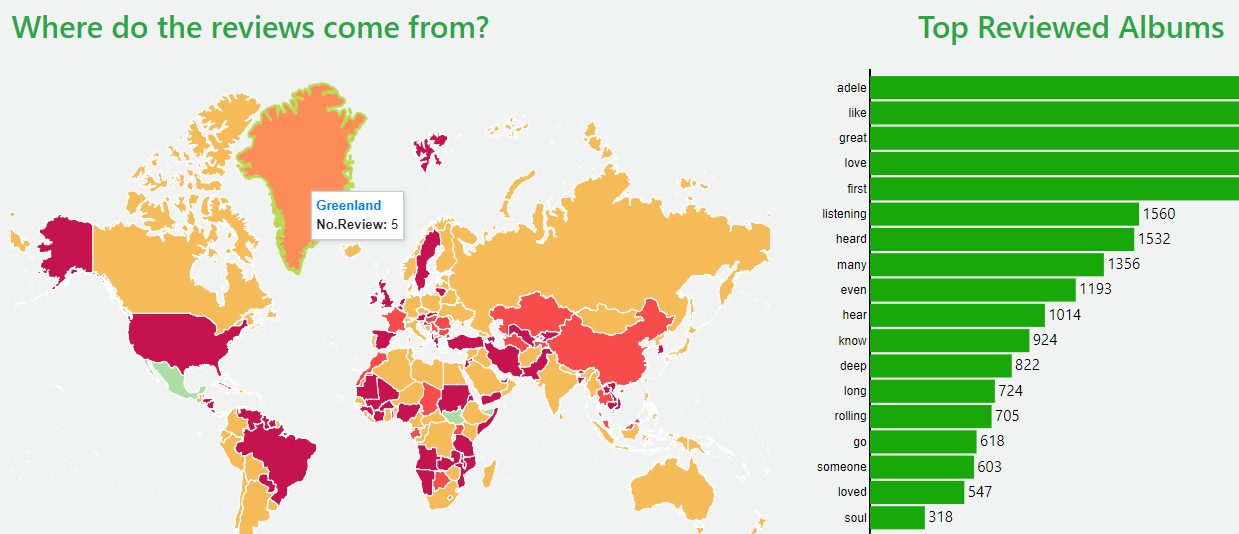 Where do the reviews come from?
Greenland
No.Review: 5
Top Reviewed Albums
adele
like
great
love
first
listening 1560
heard 1532
many 1356
even 1193
hear 1014
know 924
deep 822
long 724
rolling 705
go 618
someone 603
loved 547
soul 318